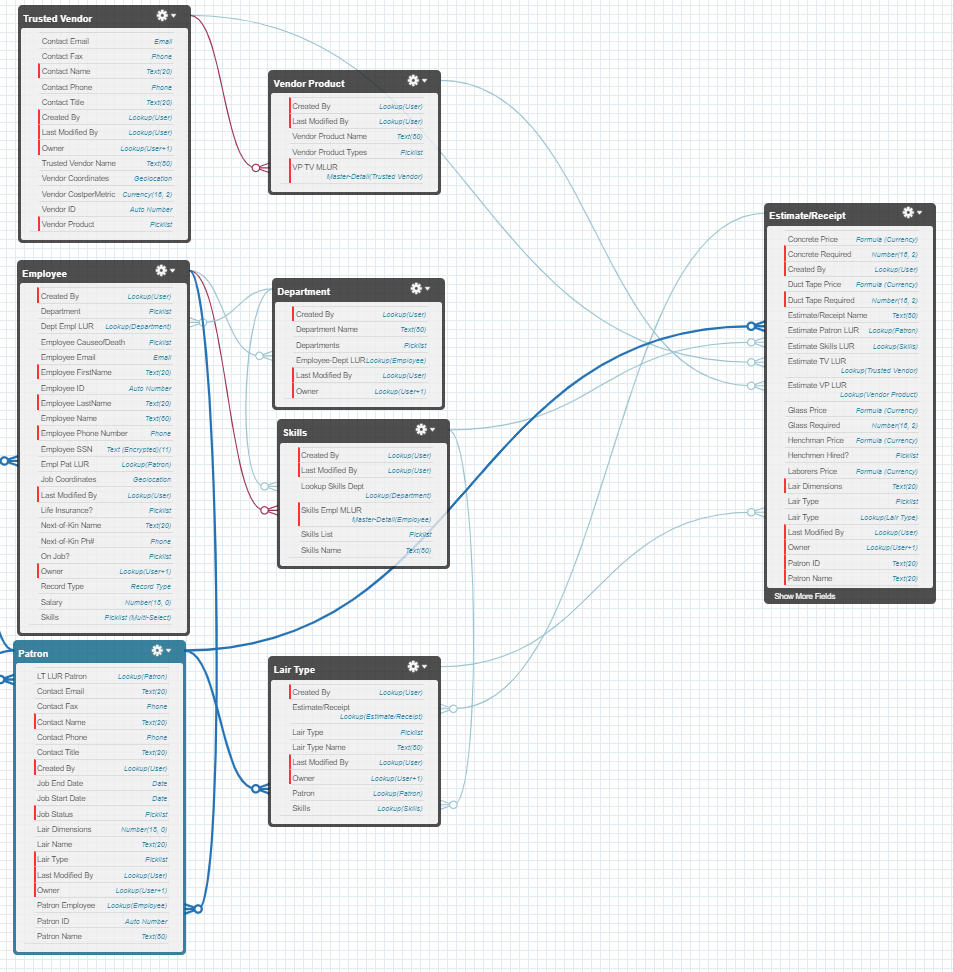 Trusted Vendor
Contact Email Email
Contact Fax Phone
Contact Name Text(20)
Contact Phone Phone
Contact Title Text(20)
Created By Lookup(User)
Last Modified By Lookup(User)
Owner Lookup(User+1)
Trusted Vendor Name Text(50)
Vendor Coordinates Geolocation
Vendor CostperMetric Currency(16, 2)
Vendor ID Auto Number
Vendor Product Picklist
Vendor Product
Created By Lookup(User)
Last Modified By Lookup(User)
Vendor Product Name Text(50)
Vendor Product Types Picklist
VP TV MLUR
Master-Detail(Trusted Vendor)
Employee
Created By Lookup(User)
Department Picklist
Dept Empl LUR Lookup(Department)
Employee CauseofDeath Picklist
Employee Email Email
Employee FirstName Text(20)
Employee ID Auto Number
Employee LastName Text(20)
Employee Name Text(50)
Employee Phone Number Phone
Employee SSN Text (Encrypted)(11)
Empl Pat LUR Lookup(Patron)
Job Coordinates Geolocation
Last Modified By Lookup(User)
Life Insurance? Picklist
Next-of-Kin Name Text(20)
Next-of-Kin Ph# Phone
On Job? Picklist
Owner Lookup(User+1)
Record Type Record Type
Salary Number(18, 0)
Skills Picklist (Multi-Select)
Department
Created By Lookup(User)
Department Name Text(80)
Departments Picklist
Employee-Dept LUR Lookup(Employee)
Last Modified By Lookup(User)
Owner Lookup(User+1)
Skills
Created By Lookup(User)
Last Modified By Lookup(User)
Lookup Skills Dept
Lookup(Department)
Skills Empl MLUR
Master-Detail(Employee)
Skills List Picklist
Skills Name Text(80)
Estimate/Receipt
Concrete Price Formula (Currency)
Concrete Required Number(16, 2)
Created By Lookup(User)
Duct Tape Price Formula (Currency)
Duct Tape Required Number(16, 2)
Estimate/Receipt Name Text(80)
Estimate Patron LUR Lookup(Patron)
Estimate Skills LUR Lookup(Skills)
Estimate TV LUR
Lookup(Trusted Vendor)
Estimate VP LUR
Lookup(Vendor Product)
Glass Price Formula (Currency)
Glass Required Number(16, 2)
Henchman Price Formula (Currency)
Henchmen Hired? Picklist
Laborers Price Formula (Currency)
Lair Dimensions Text(20)
Lair Type Picklist
Lair Type Lookup(Lair Type)
Last Modified By Lookup(User)
Owner Lookup(User+1)
Patron ID Text(20)
Patron Name Text(20)
Show More Fields
Patron
LT LUR Patron Lookup(Patron)
Contact Email Text(20)
Contact Fax Phone
Contact Name Text(20)
Contact Phone Phone
Contact Title Text(20)
Created By Lookup(User)
Job End Date Date
Job Start Date Date
Job Status Picklist
Lair Dimensions Number(18, 0)
Lair Name Text(20)
Lair Type Picklist
Last Modified By Lookup(User)
Owner Lookup(User+1)
Patron Employee Lookup(Employee)
Patron ID Auto Number
Patron Name Text(80)
Lair Type
Created By Lookup(User)
Estimate/Receipt
Lookup(Estimate/Receipt)
Lair Type Picklist
Lair Type Name Text(80)
Last Modified By Lookup(User)
Owner Lookup(User+1)
Patron Lookup(Patron)
Skills Lookup(Skills)